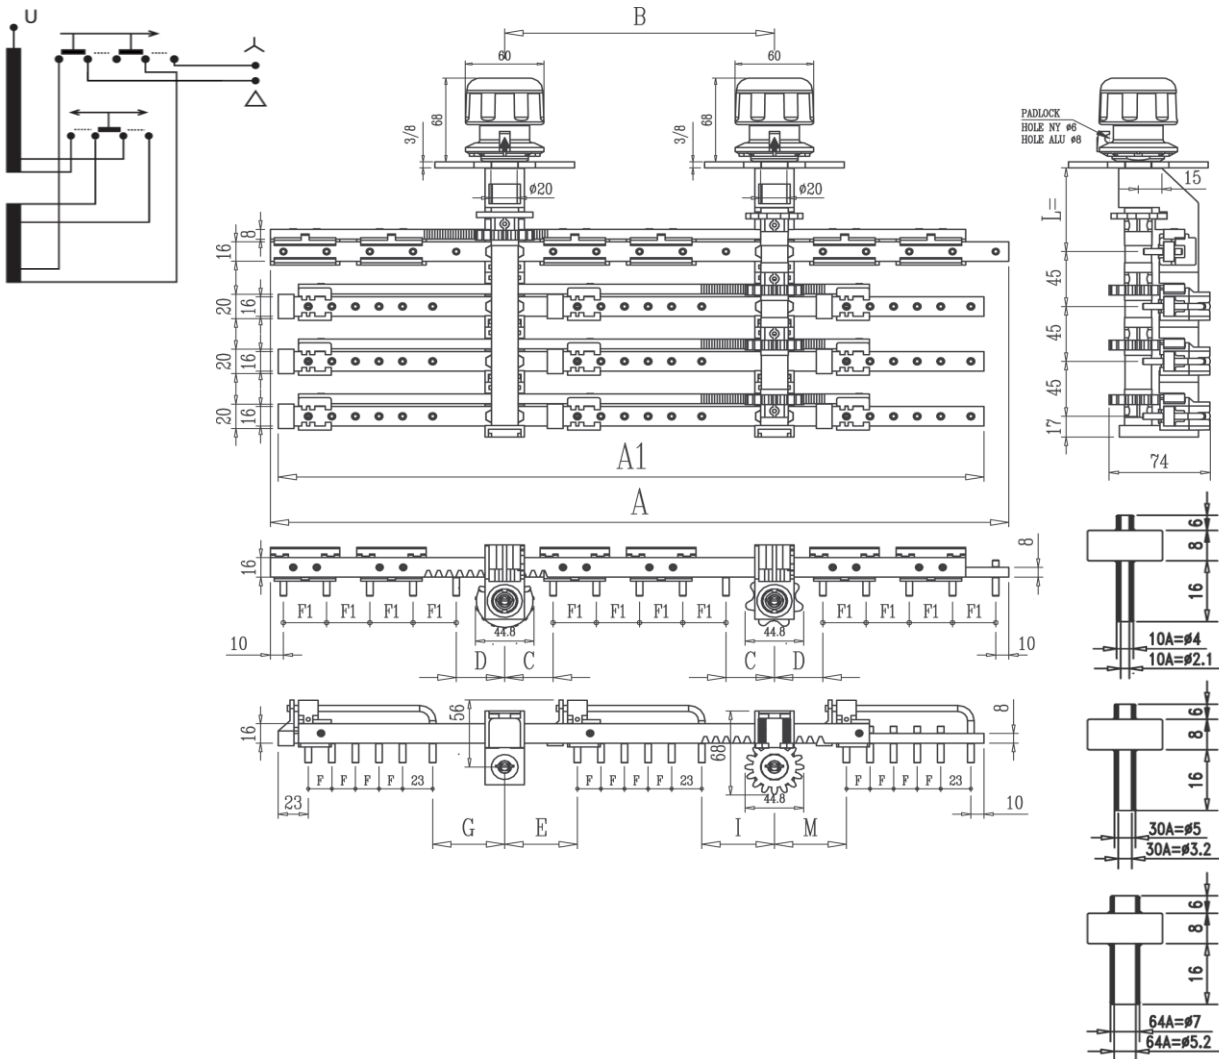 U
B
60
60
68
68
3/8
3/8
PADLOCK
HOLE NY ø6
HOLE ALU ø8
15
ø20
ø20
L=
8
16
45
20
16
45
20
16
45
20
16
17
A1
74
A
6
8
16
10A=ø4
10A=ø2.1
16
8
F1
F1
F1
F1
F1
F1
F1
F1
F1
F1
F1
F1
44.8
44.8
10
D
C
C
D
10
56
16
68
8
F
F
F
F
23
F
F
F
F
23
F
F
F
F
23
44.8
23
10
G
E
I
M
6
8
16
30A=ø5
30A=ø3.2
6
8
16
64A=ø7
64A=ø5.2